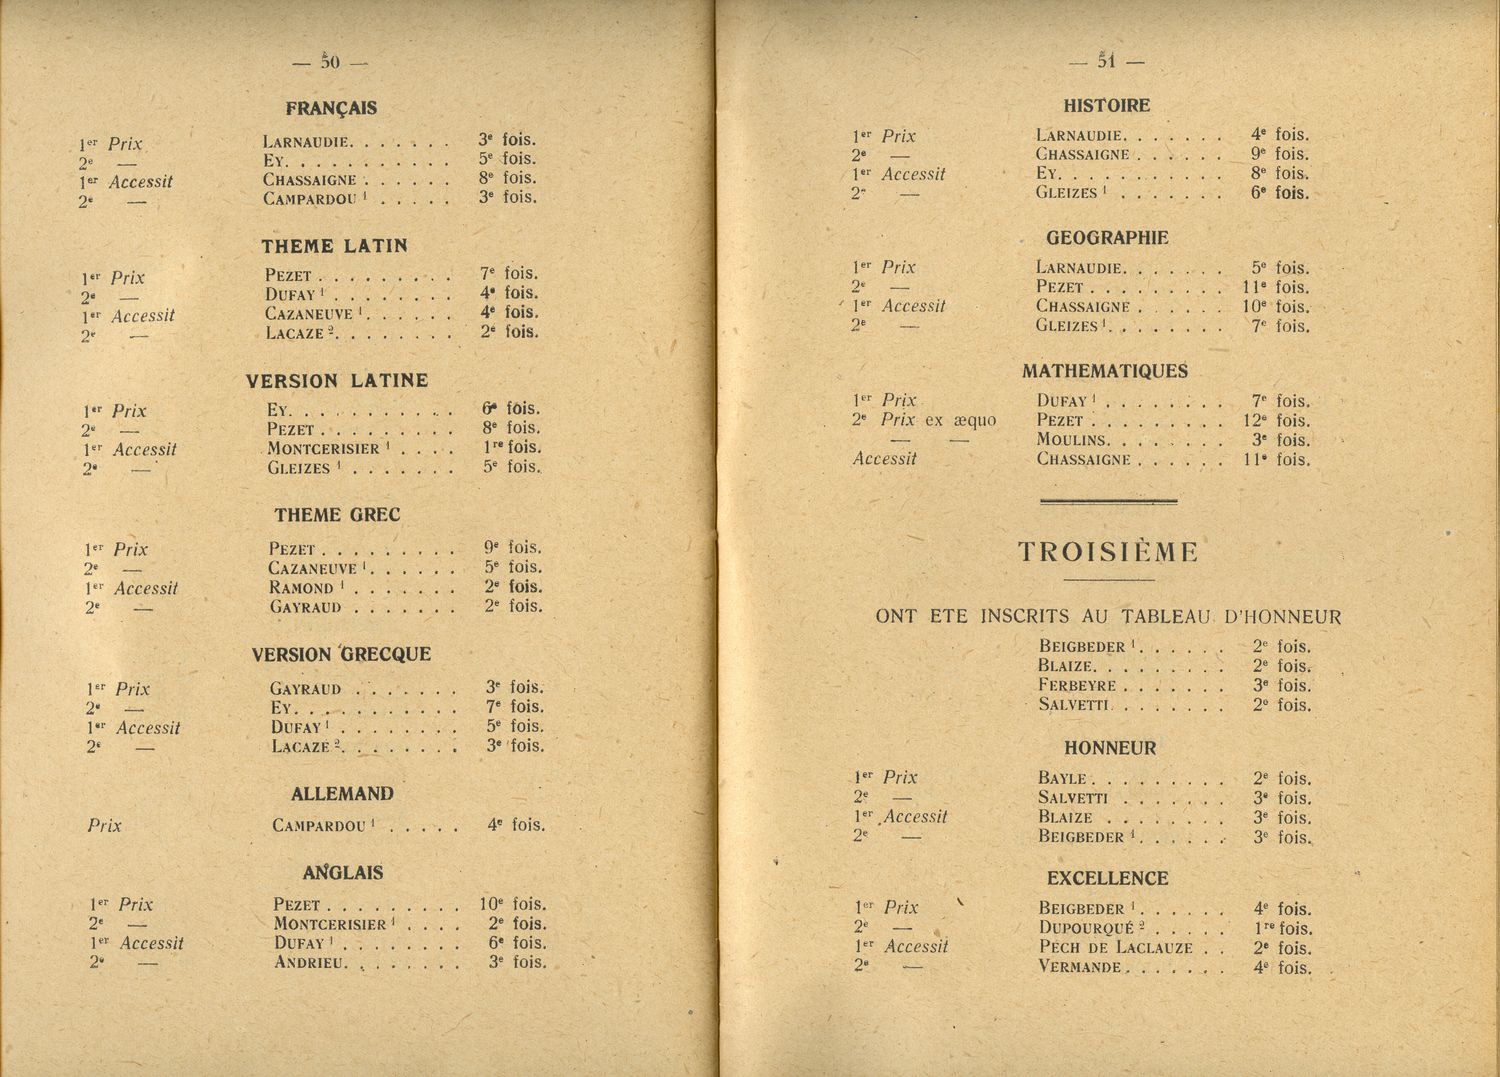 — 50 —
FRANÇAIS
1er Prix LARNAUDIE. . . . . . . 3e fois.
2e — EY. . . . . . . . . . . 5e fois.
1er Accessit CHASSAIGNE . . . . . . 8e fois.
2e — CAMPARDOU 1 . . . . . 3e fois.
THEME LATIN
1er Prix PEZET . . . . . . . . . 7e fois.
2e — DUFAY 1 . . . . . . . . 4e fois.
1er Accessit CAZANEUVE 1. . . . . . 4e fois.
2e — LACAZE 2. . . . . . . . 2e fois.
VERSION LATINE
1er Prix EY. . . . . . . . . . . 6e fois.
2e — PEZET . . . . . . . . . 8e fois.
1er Accessit MONTCERISIER 1 . . . . 1re fois.
2e — GLEIZES 1 . . . . . . . 5e fois.
THEME GREC
1er Prix PEZET . . . . . . . . . 9e fois.
2e — CAZANEUVE 1. . . . . . 5e fois.
1er Accessit RAMOND 1 . . . . . . . 2e fois.
2e — GAYRAUD . . . . . . . 2e fois.
VERSION GRECQUE
1er Prix GAYRAUD . . . . . . . 3e fois.
2e — EY. . . . . . . . . . . 7e fois.
1er Accessit DUFAY 1 . . . . . . . . 5e fois.
2e — LACAZE 2. . . . . . . . 3e fois.
ALLEMAND
Prix CAMPARDOU 1 . . . . . 4e fois.
ANGLAIS
1er Prix PEZET . . . . . . . . . 10e fois.
2e — MONTCERISIER 1 . . . . 2e fois.
1er Accessit DUFAY 1 . . . . . . . . 6e fois.
2e — ANDRIEU. . . . . . . . 3e fois.
— 51 —
HISTOIRE
1er Prix LARNAUDIE. . . . . . . 4e fois.
2e — CHASSAIGNE . . . . . . 9e fois.
1er Accessit EY. . . . . . . . . . . 8e fois.
2e — GLEIZES 1 . . . . . . . 6e fois.
GEOGRAPHIE
1er Prix LARNAUDIE. . . . . . . 5e fois.
2e — PEZET . . . . . . . . . 11e fois.
1er Accessit CHASSAIGNE . . . . . . 10e fois.
2e — GLEIZES 1. . . . . . . . 7e fois.
MATHEMATIQUES
1er Prix DUFAY 1 . . . . . . . . 7e fois.
2e Prix ex æquo PEZET . . . . . . . . . 12e fois.
— — MOULINS. . . . . . . . 3e fois.
Accessit CHASSAIGNE . . . . . . 11e fois.
TROISIÈME
ONT ETE INSCRITS AU TABLEAU D'HONNEUR
BEIGBEDER 1. . . . . . 2e fois.
BLAIZE. . . . . . . . . 2e fois.
FERBEYRE . . . . . . . 3e fois.
SALVETTI. . . . . . . . 2e fois.
HONNEUR
1er Prix BAYLE . . . . . . . . . 2e fois.
2e — SALVETTI . . . . . . . 3e fois.
1er Accessit BLAIZE . . . . . . . . 3e fois.
2e — BEIGBEDER 1. . . . . . 3e fois.
EXCELLENCE
1er Prix BEIGBEDER 1. . . . . . 4e fois.
2e — DUPOURQUÉ 2 . . . . . 1re fois.
1er Accessit PECH DE LACLAUZE . . 2e fois.
2e — VERMANDE. . . . . . . 4e fois.